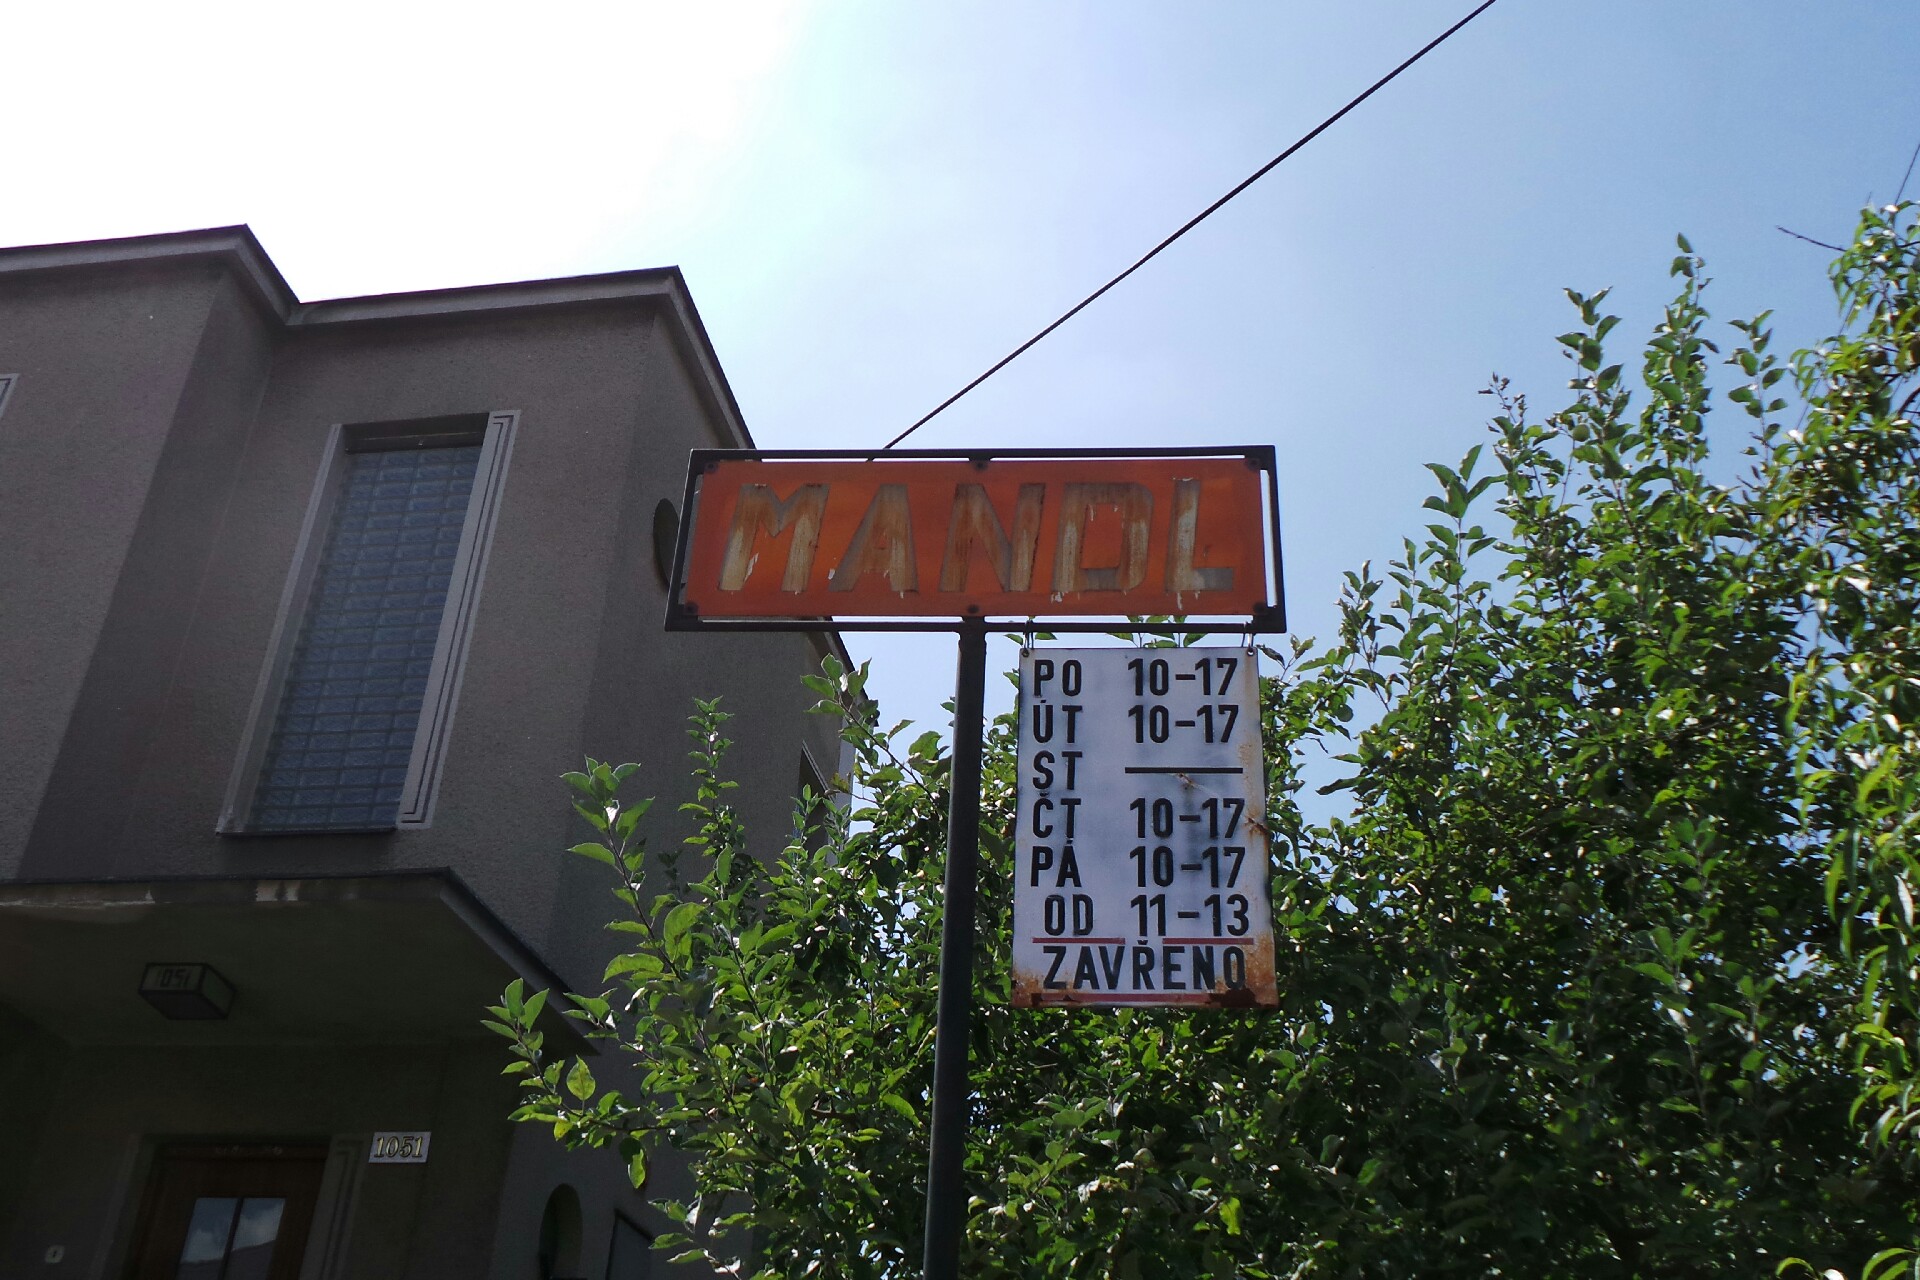 MANDL
PO 10-17
ÚT 10-17
ST —
ČT 10-17
PÁ 10-17
OD 11-13
ZAVŘENO
1051
1051